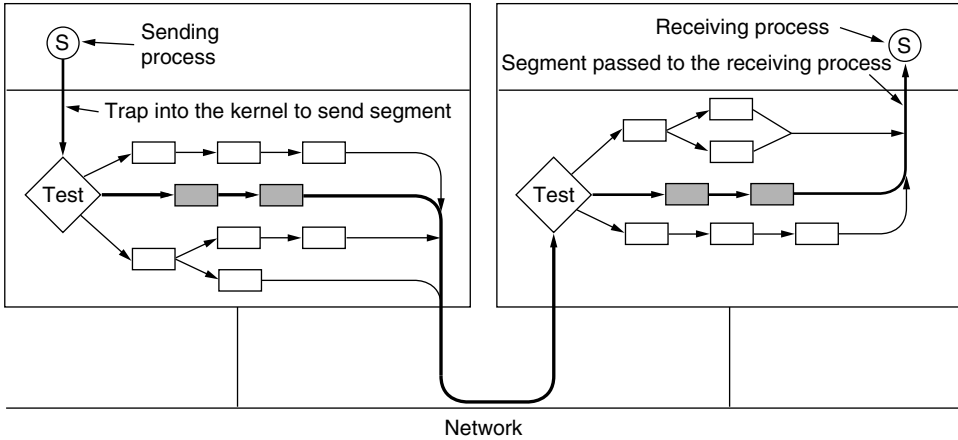 S
Sending
process
Trap into the kernel to send segment
Test
Receiving process
S
Segment passed to the receiving process
Test
Network